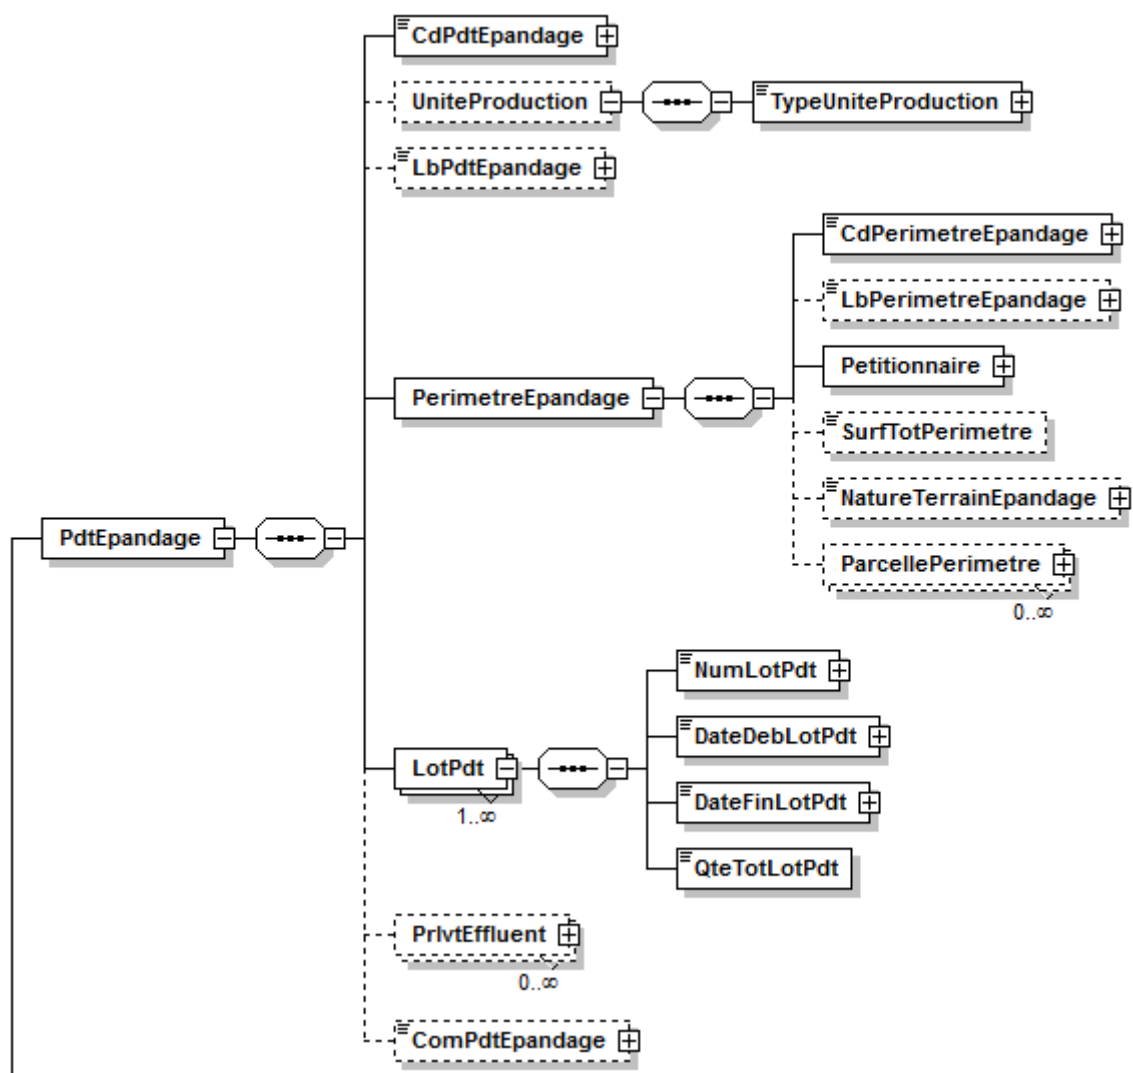 CdPdtEpandage
UniteProduction
TypeUniteProduction
LbPdtEpandage
CdPerimetreEpandage
LbPerimetreEpandage
Petitionnaire
PerimetreEpandage
SurfTotPerimetre
NatureTerrainEpandage
PdtEpandage
ParcellePerimetre
0..∞
NumLotPdt
DateDebLotPdt
LotPdt
1..∞
DateFinLotPdt
QteTotLotPdt
PrlvtEffluent
0..∞
ComPdtEpandage